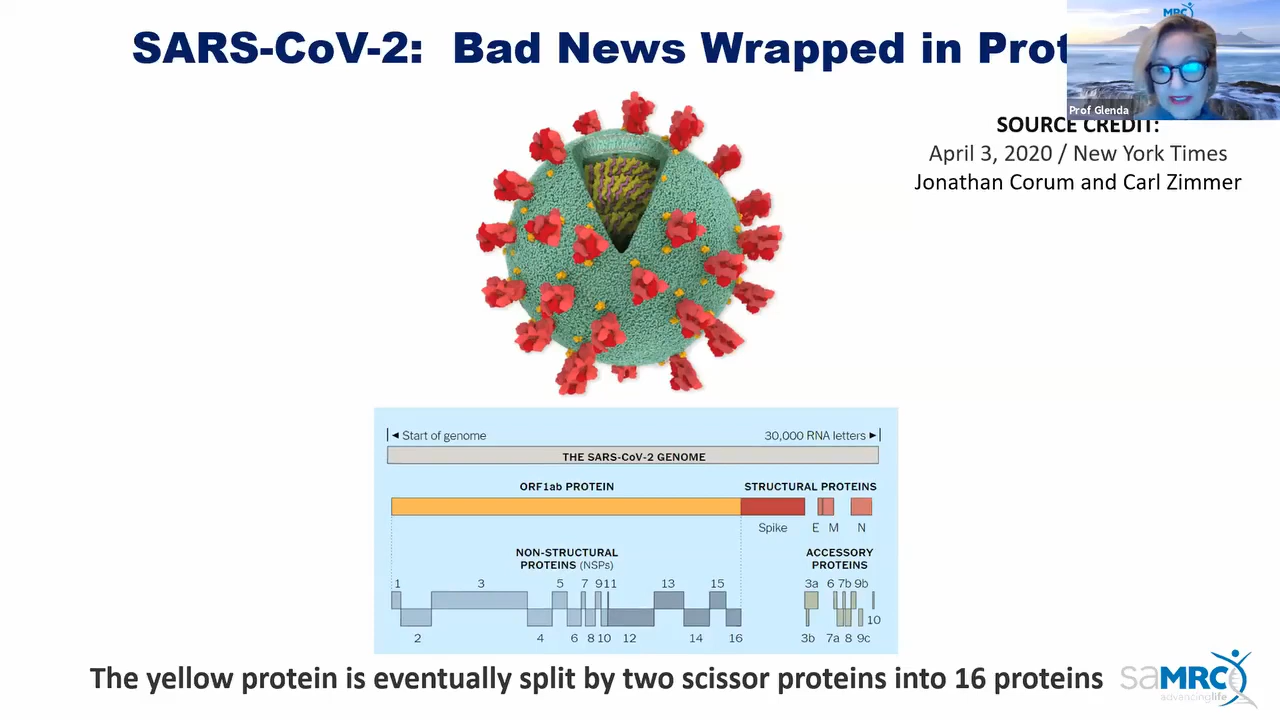 SARS-CoV-2: Bad News Wrapped in Prot
MRC
Prof Glenda
SOURCE CREDIT:
April 3, 2020 / New York Times
Jonathan Corum and Carl Zimmer
Start of genome
30,000 RNA letters
THE SARS-CoV-2 GENOME
ORF1ab PROTEIN
STRUCTURAL PROTEINS
Spike E M N
NON-STRUCTURAL
PROTEINS (NSPs)
ACCESSORY
PROTEINS
1 3 5 7 9 11 13 15
2 4 6 8 10 12 14 16
3a 6 7b 9b
10
3b 7a 8 9c
The yellow protein is eventually split by two scissor proteins into 16 proteins
saMRC
advancinglife